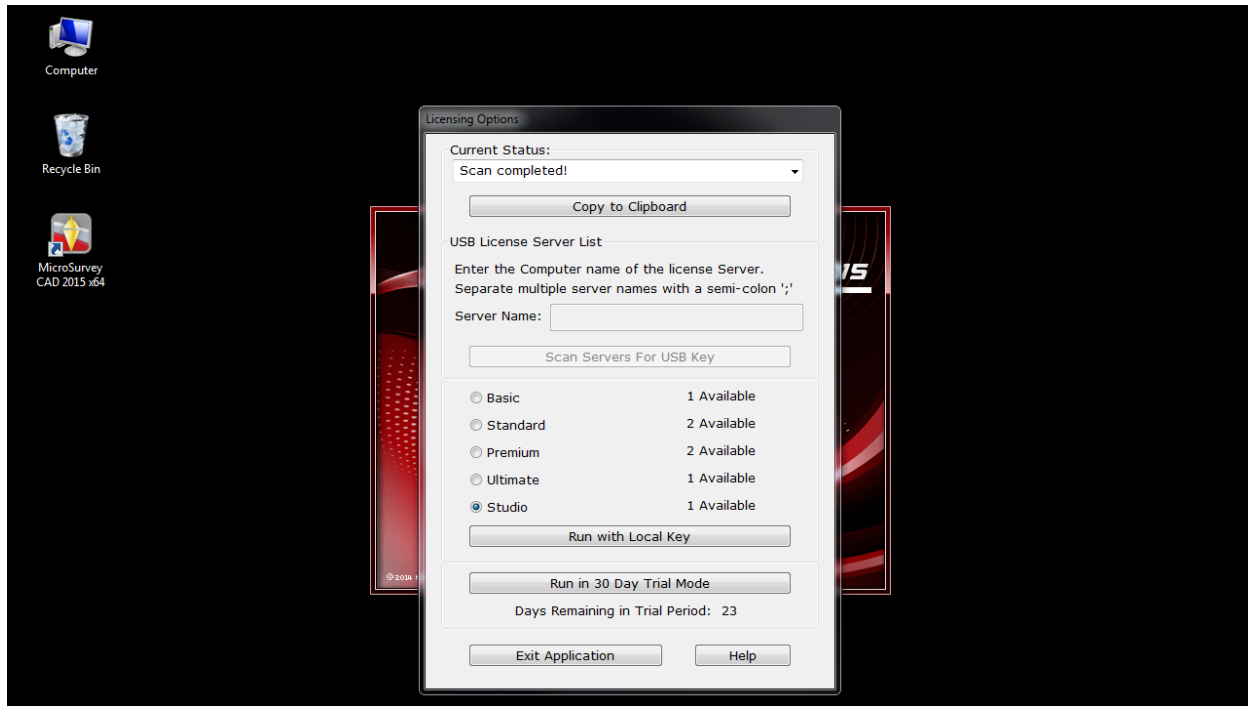 Computer
Recycle Bin
MicroSurvey
CAD 2015 x64
Licensing Options
Current Status:
Scan completed!
Copy to Clipboard
USB License Server List
Enter the Computer name of the license Server.
Separate multiple server names with a semi-colon ';'
Server Name:
Scan Servers For USB Key
Basic 1 Available
Standard 2 Available
Premium 2 Available
Ultimate 1 Available
Studio 1 Available
Run with Local Key
Run in 30 Day Trial Mode
Days Remaining in Trial Period: 23
Exit Application Help
15
©2014